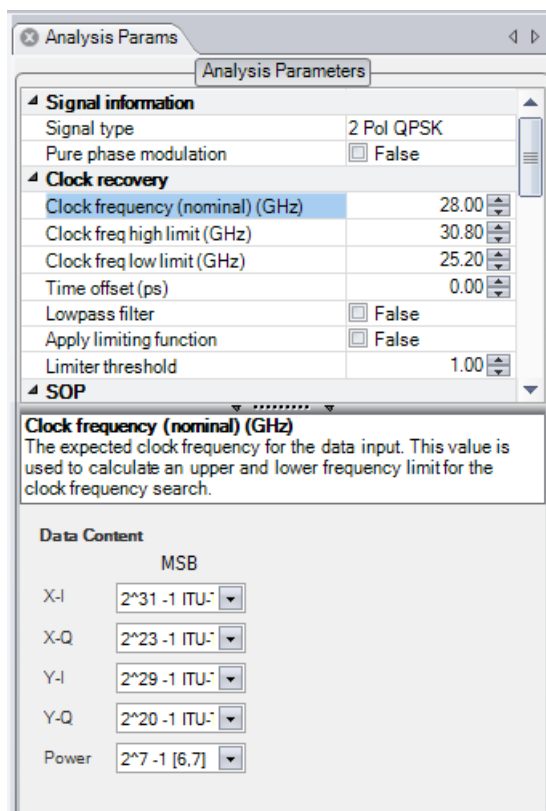 Analysis Params
Analysis Parameters
Signal information
Signal type 2 Pol QPSK
Pure phase modulation False
Clock recovery
Clock frequency (nominal) (GHz) 28.00
Clock freq high limit (GHz) 30.80
Clock freq low limit (GHz) 25.20
Time offset (ps) 0.00
Lowpass filter False
Apply limiting function False
Limiter threshold 1.00
SOP
Clock frequency (nominal) (GHz)
The expected clock frequency for the data input. This value is
used to calculate an upper and lower frequency limit for the
clock frequency search.
Data Content
MSB
X-I 2^31 -1 ITU-
X-Q 2^23 -1 ITU-
Y-I 2^29 -1 ITU-
Y-Q 2^20 -1 ITU-
Power 2^7 -1 [6,7]